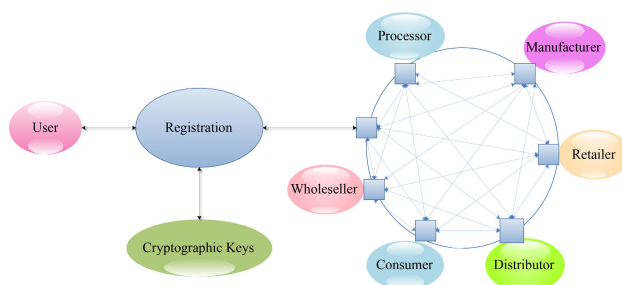 Processor
Manufacturer
User
Registration
Retailer
Wholeseller
Cryptographic Keys
Consumer
Distributor